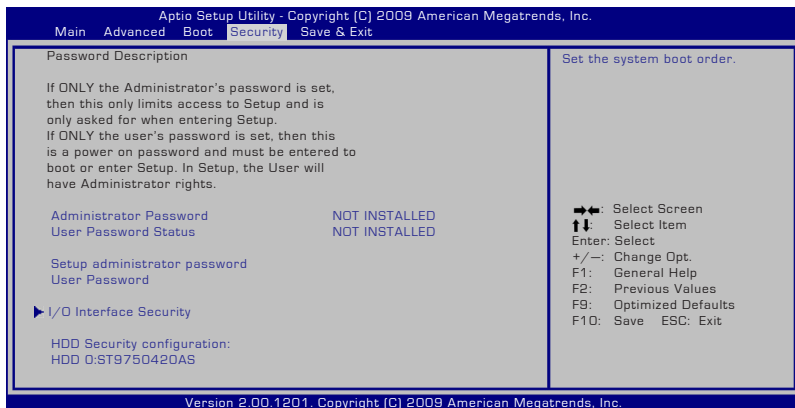 Aptio Setup Utility - Copyright (C) 2009 American Megatrends, Inc.
Main Advanced Boot Security Save & Exit
Password Description
If ONLY the Administrator's password is set,
then this only limits access to Setup and is
only asked for when entering Setup.
If ONLY the user's password is set, then this
is a power on password and must be entered to
boot or enter Setup. In Setup, the User will
have Administrator rights.
Administrator Password NOT INSTALLED
User Password Status NOT INSTALLED
Setup administrator password
User Password
I/O Interface Security
HDD Security configuration:
HDD 0:ST9750420AS
Set the system boot order.
→←: Select Screen
↑↓: Select Item
Enter: Select
+/—: Change Opt.
F1: General Help
F2: Previous Values
F9: Optimized Defaults
F10: Save ESC: Exit
Version 2.00.1201. Copyright (C) 2009 American Megatrends, Inc.